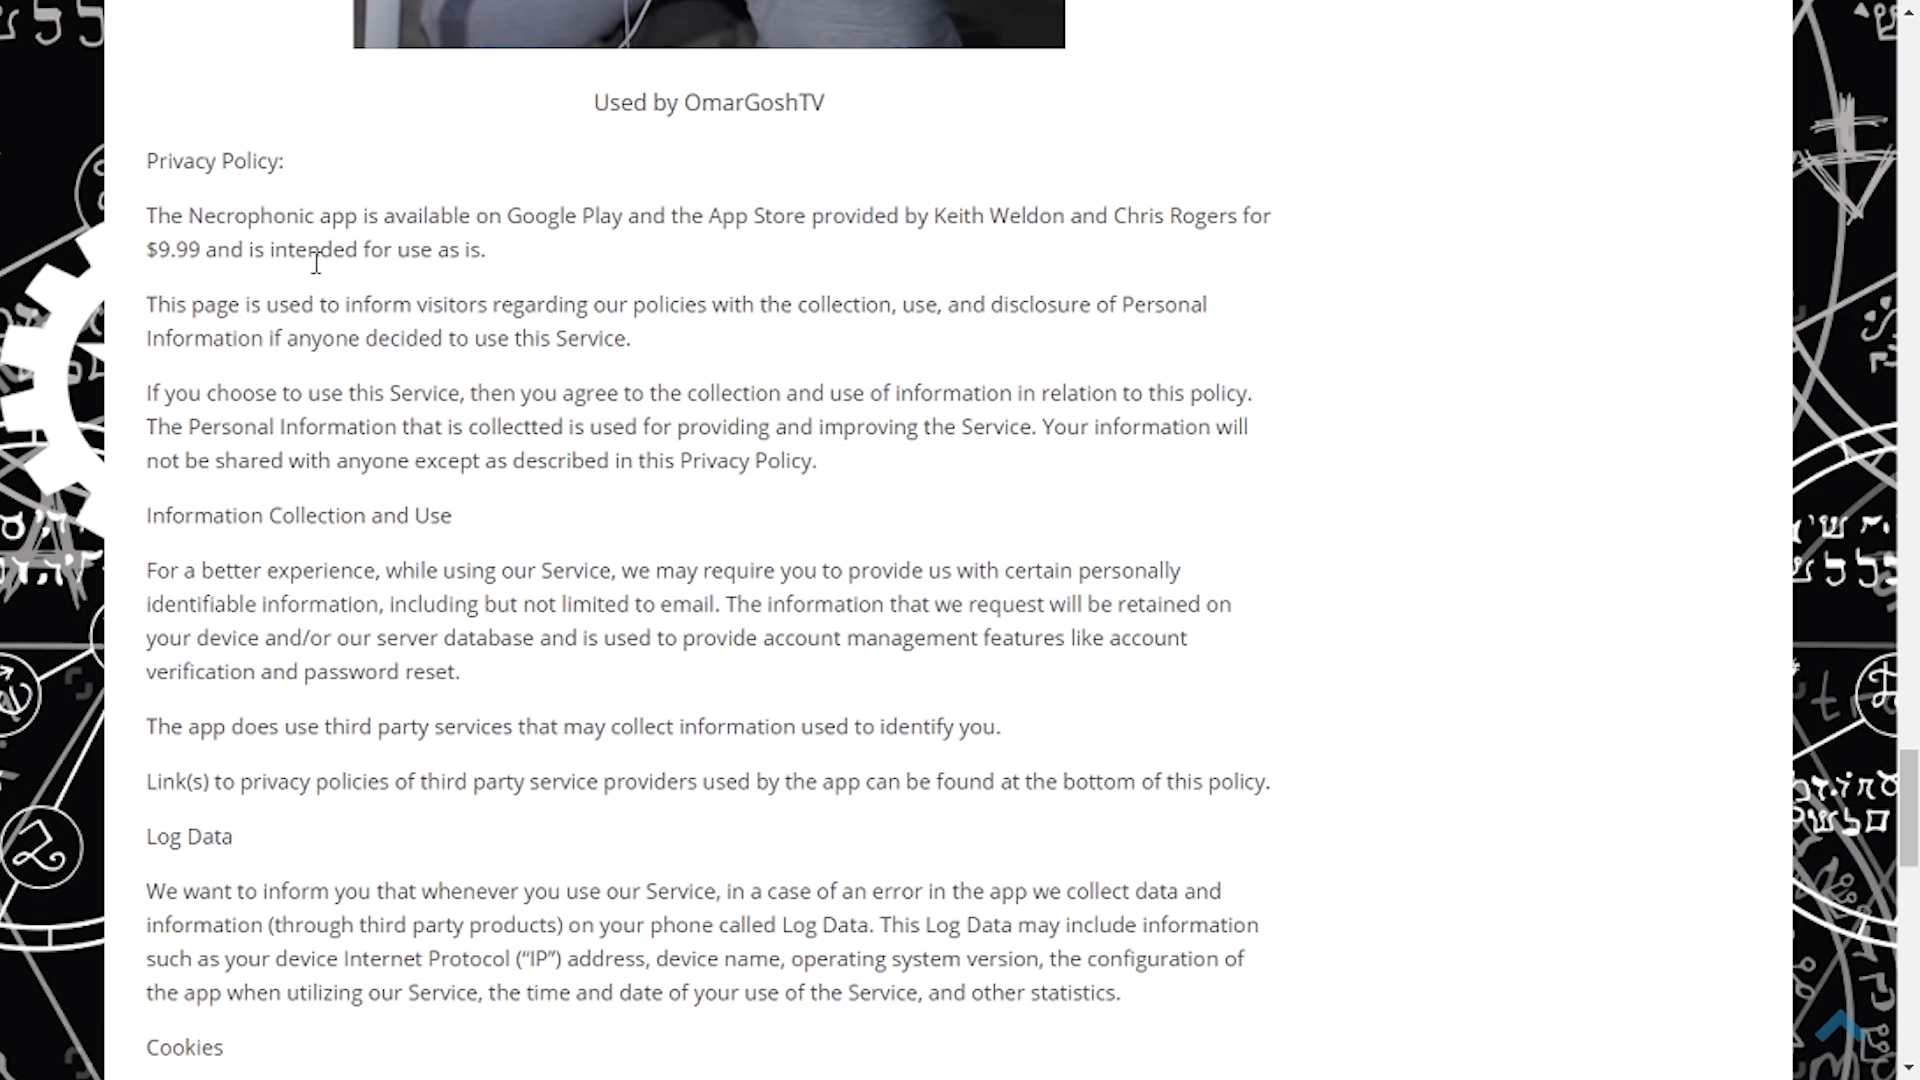 Used by OmarGoshTV
Privacy Policy:
The Necrophonic app is available on Google Play and the App Store provided by Keith Weldon and Chris Rogers for
$9.99 and is intended for use as is.
This page is used to inform visitors regarding our policies with the collection, use, and disclosure of Personal
Information if anyone decided to use this Service.
If you choose to use this Service, then you agree to the collection and use of information in relation to this policy.
The Personal Information that is collectted is used for providing and improving the Service. Your information will
not be shared with anyone except as described in this Privacy Policy.
Information Collection and Use
For a better experience, while using our Service, we may require you to provide us with certain personally
identifiable information, including but not limited to email. The information that we request will be retained on
your device and/or our server database and is used to provide account management features like account
verification and password reset.
The app does use third party services that may collect information used to identify you.
Link(s) to privacy policies of third party service providers used by the app can be found at the bottom of this policy.
Log Data
We want to inform you that whenever you use our Service, in a case of an error in the app we collect data and
information (through third party products) on your phone called Log Data. This Log Data may include information
such as your device Internet Protocol (“IP”) address, device name, operating system version, the configuration of
the app when utilizing our Service, the time and date of your use of the Service, and other statistics.
Cookies